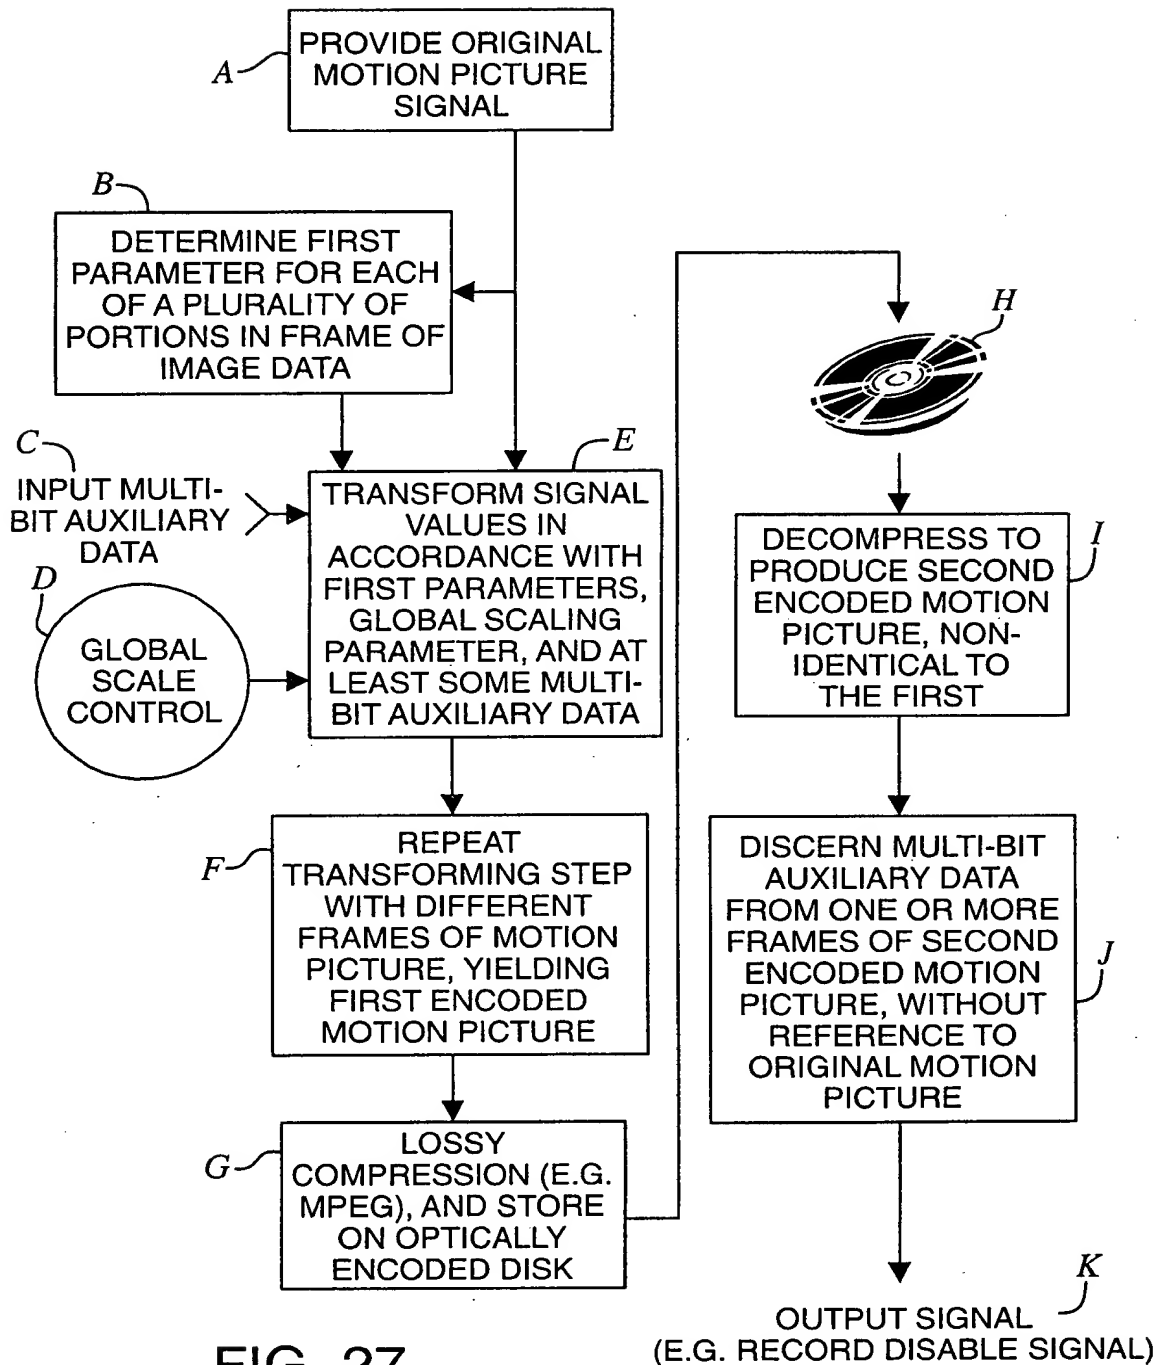 A
PROVIDE ORIGINAL
MOTION PICTURE
SIGNAL
B
DETERMINE FIRST
PARAMETER FOR EACH
OF A PLURALITY OF
PORTIONS IN FRAME OF
IMAGE DATA
C
INPUT MULTI-
BIT AUXILIARY
DATA
D
GLOBAL
SCALE
CONTROL
E
TRANSFORM SIGNAL
VALUES IN
ACCORDANCE WITH
FIRST PARAMETERS,
GLOBAL SCALING
PARAMETER, AND AT
LEAST SOME MULTI-
BIT AUXILIARY DATA
F
REPEAT
TRANSFORMING STEP
WITH DIFFERENT
FRAMES OF MOTION
PICTURE, YIELDING
FIRST ENCODED
MOTION PICTURE
G
LOSSY
COMPRESSION (E.G.
MPEG), AND STORE
ON OPTICALLY
ENCODED DISK
H
I
DECOMPRESS TO
PRODUCE SECOND
ENCODED MOTION
PICTURE, NON-
IDENTICAL TO
THE FIRST
J
DISCERN MULTI-BIT
AUXILIARY DATA
FROM ONE OR MORE
FRAMES OF SECOND
ENCODED MOTION
PICTURE, WITHOUT
REFERENCE TO
ORIGINAL MOTION
PICTURE
K
OUTPUT SIGNAL
(E.G. RECORD DISABLE SIGNAL)
FIG. 27